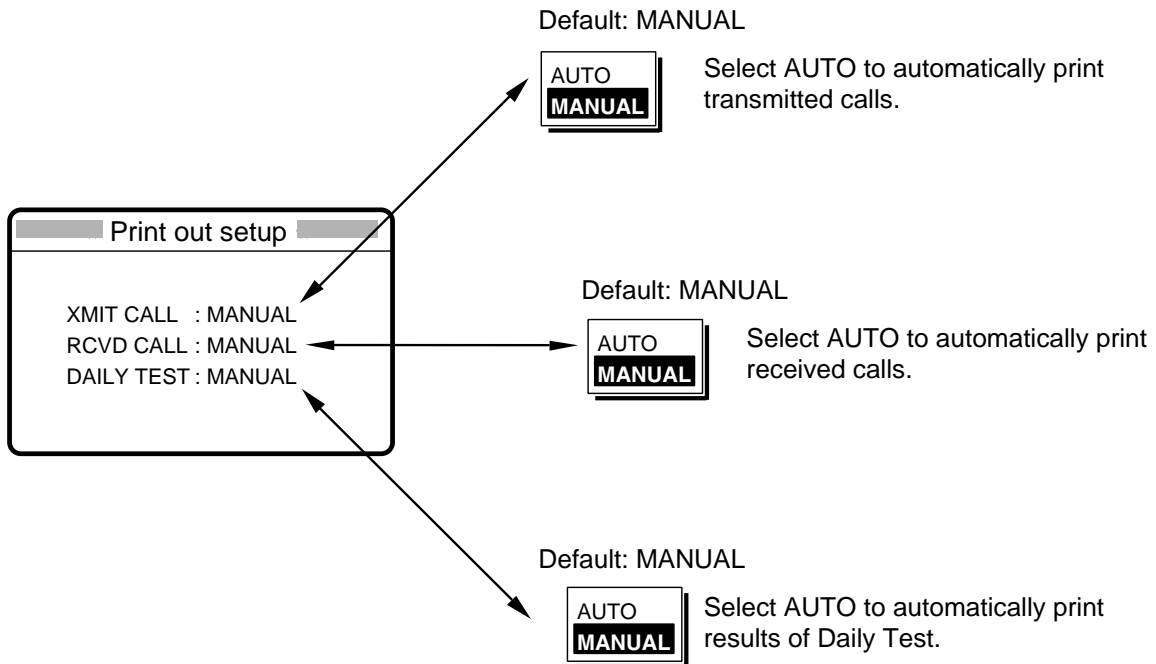 Default: MANUAL
AUTO
MANUAL
Select AUTO to automatically print
transmitted calls.
Print out setup
XMIT CALL : MANUAL
RCVD CALL : MANUAL
DAILY TEST : MANUAL
Default: MANUAL
AUTO
MANUAL
Select AUTO to automatically print
received calls.
Default: MANUAL
AUTO
MANUAL
Select AUTO to automatically print
results of Daily Test.